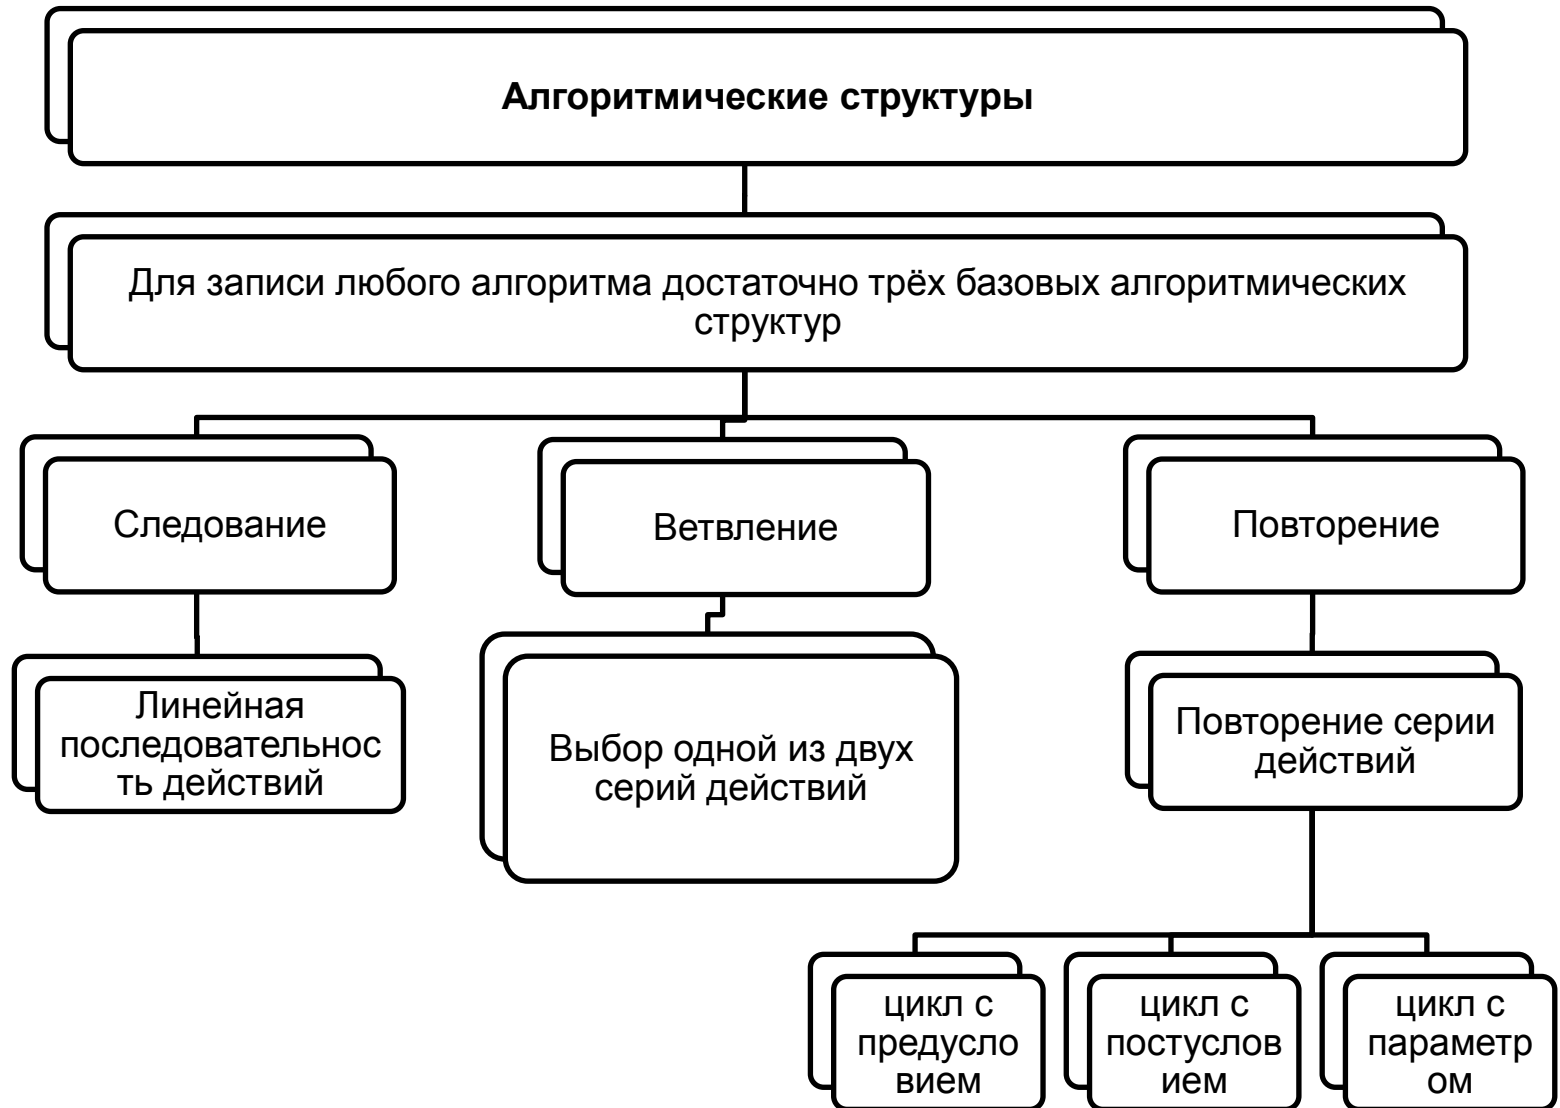 Алгоритмические структуры
Для записи любого алгоритма достаточно трёх базовых алгоритмических
структур
Следование
Ветвление
Повторение
Линейная
последовательнос
ть действий
Выбор одной из двух
серий действий
Повторение серии
действий
цикл с
предусло
вием
цикл с
постуслов
ием
цикл с
параметр
ом